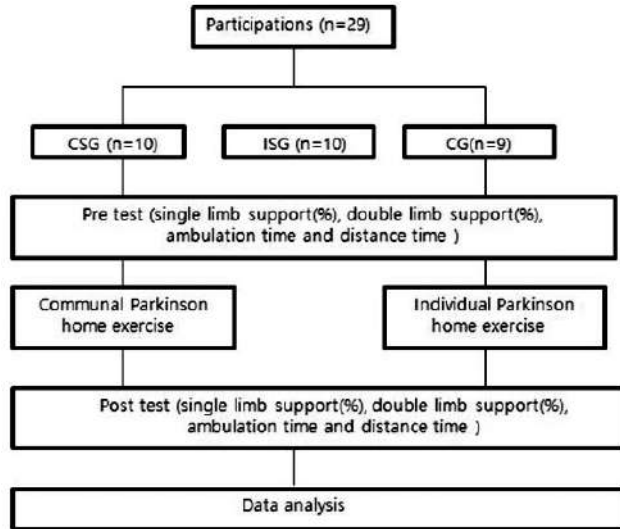 Participations (n=29)
CSG (n=10)
ISG (n=10)
CG(n=9)
Pre test (single limb support(%), double limb support(%),
ambulation time and distance time )
Communal Parkinson
home exercise
Individual Parkinson
home exercise
Post test (single limb support(%), double limb support(%),
ambulation time and distance time )
Data analysis